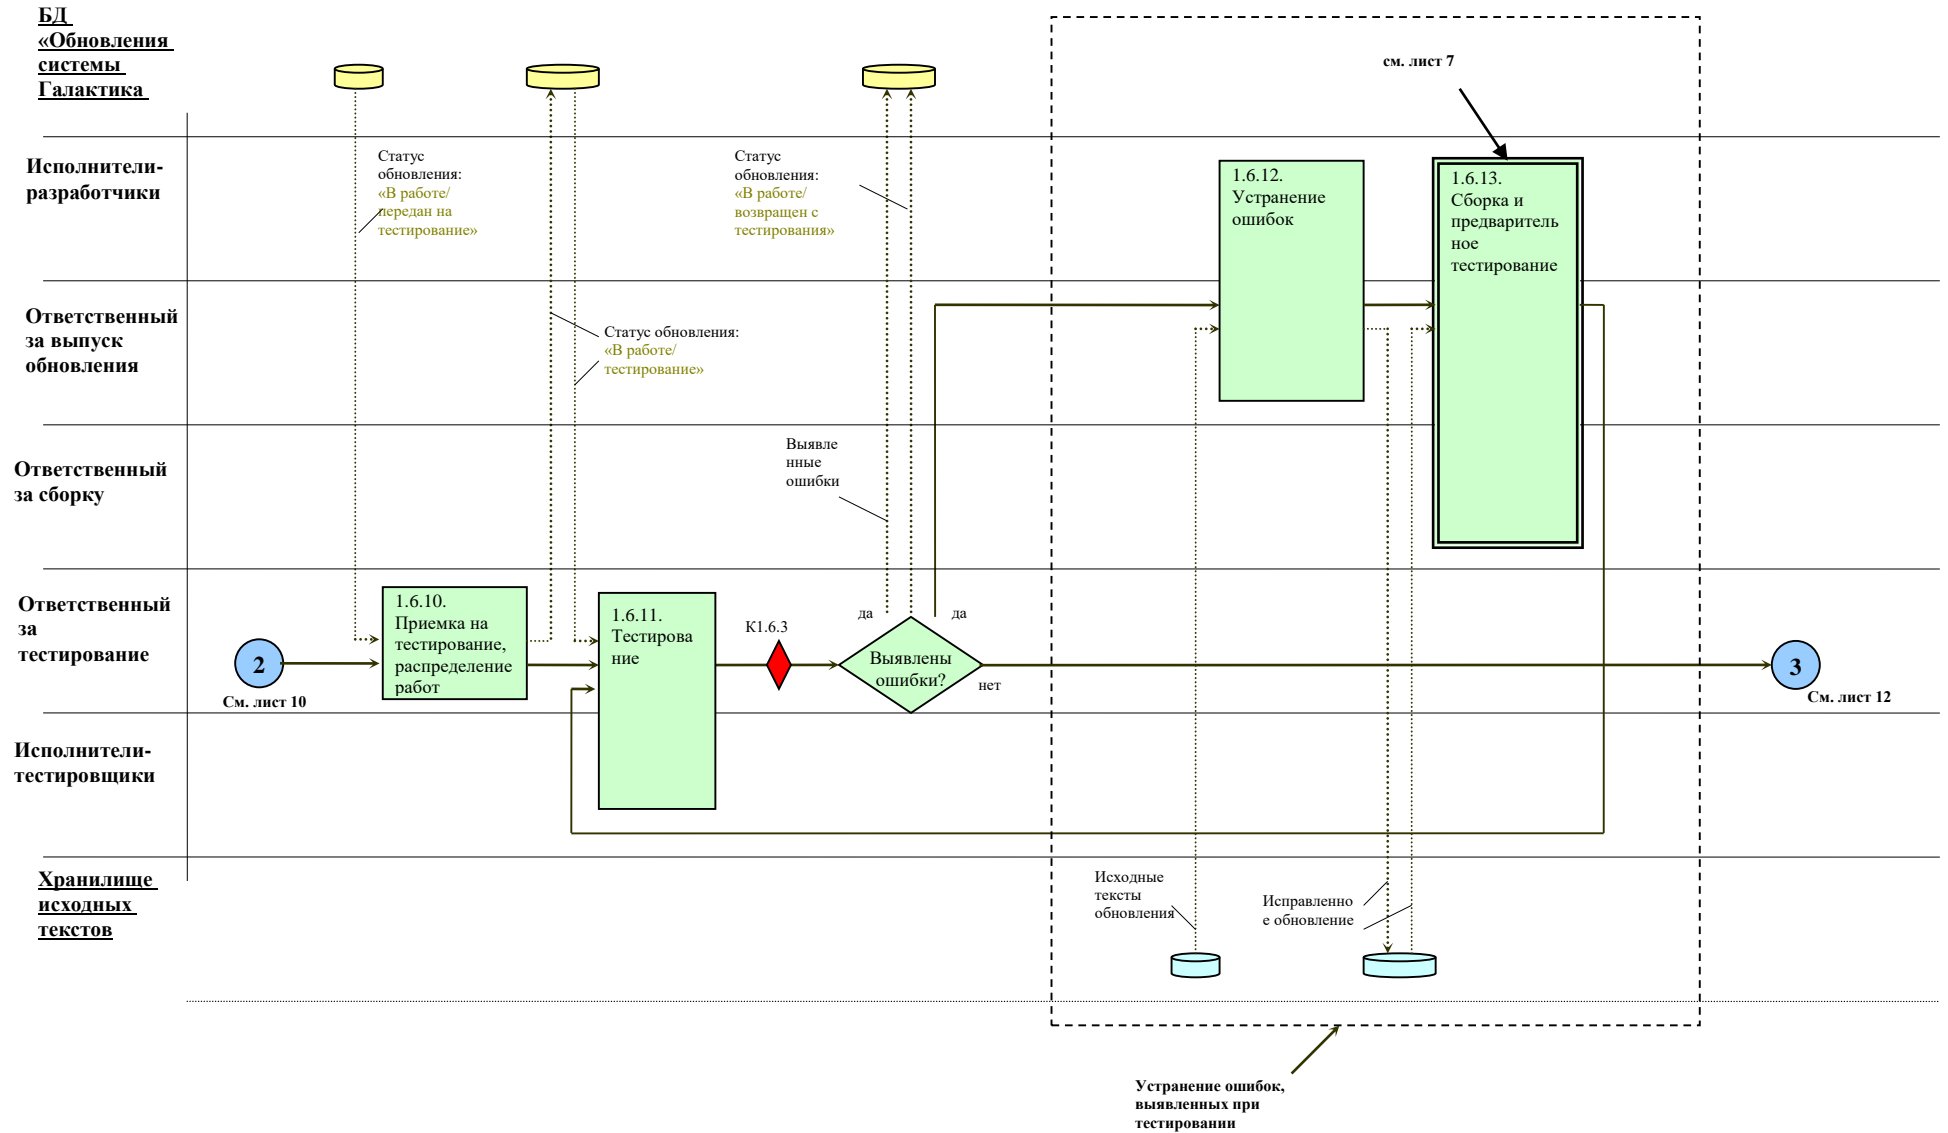 БД
«Обновления
системы
Галактика
см. лист 7
Исполнители-
разработчики
Статус
обновления:
«В работе/
передан на
тестирование»
Статус
обновления:
«В работе/
возвращен с
тестирования»
1.6.12.
Устранение
ошибок
1.6.13.
Сборка и
предваритель
ное
тестирование
Ответственный
за выпуск
обновления
Статус обновления:
«В работе/
тестирование»
Ответственный
за сборку
Выявле
нные
ошибки
Ответственный
за
тестирование
2
См. лист 10
1.6.10.
Приемка на
тестирование,
распределение
работ
1.6.11.
Тестирова
ние
К1.6.3
да
да
Выявлены
ошибки?
нет
3
См. лист 12
Исполнители-
тестировщики
Хранилище
исходных
текстов
Исходные
тексты
обновления
Исправленно
е обновление
Устранение ошибок,
выявленных при
тестировании